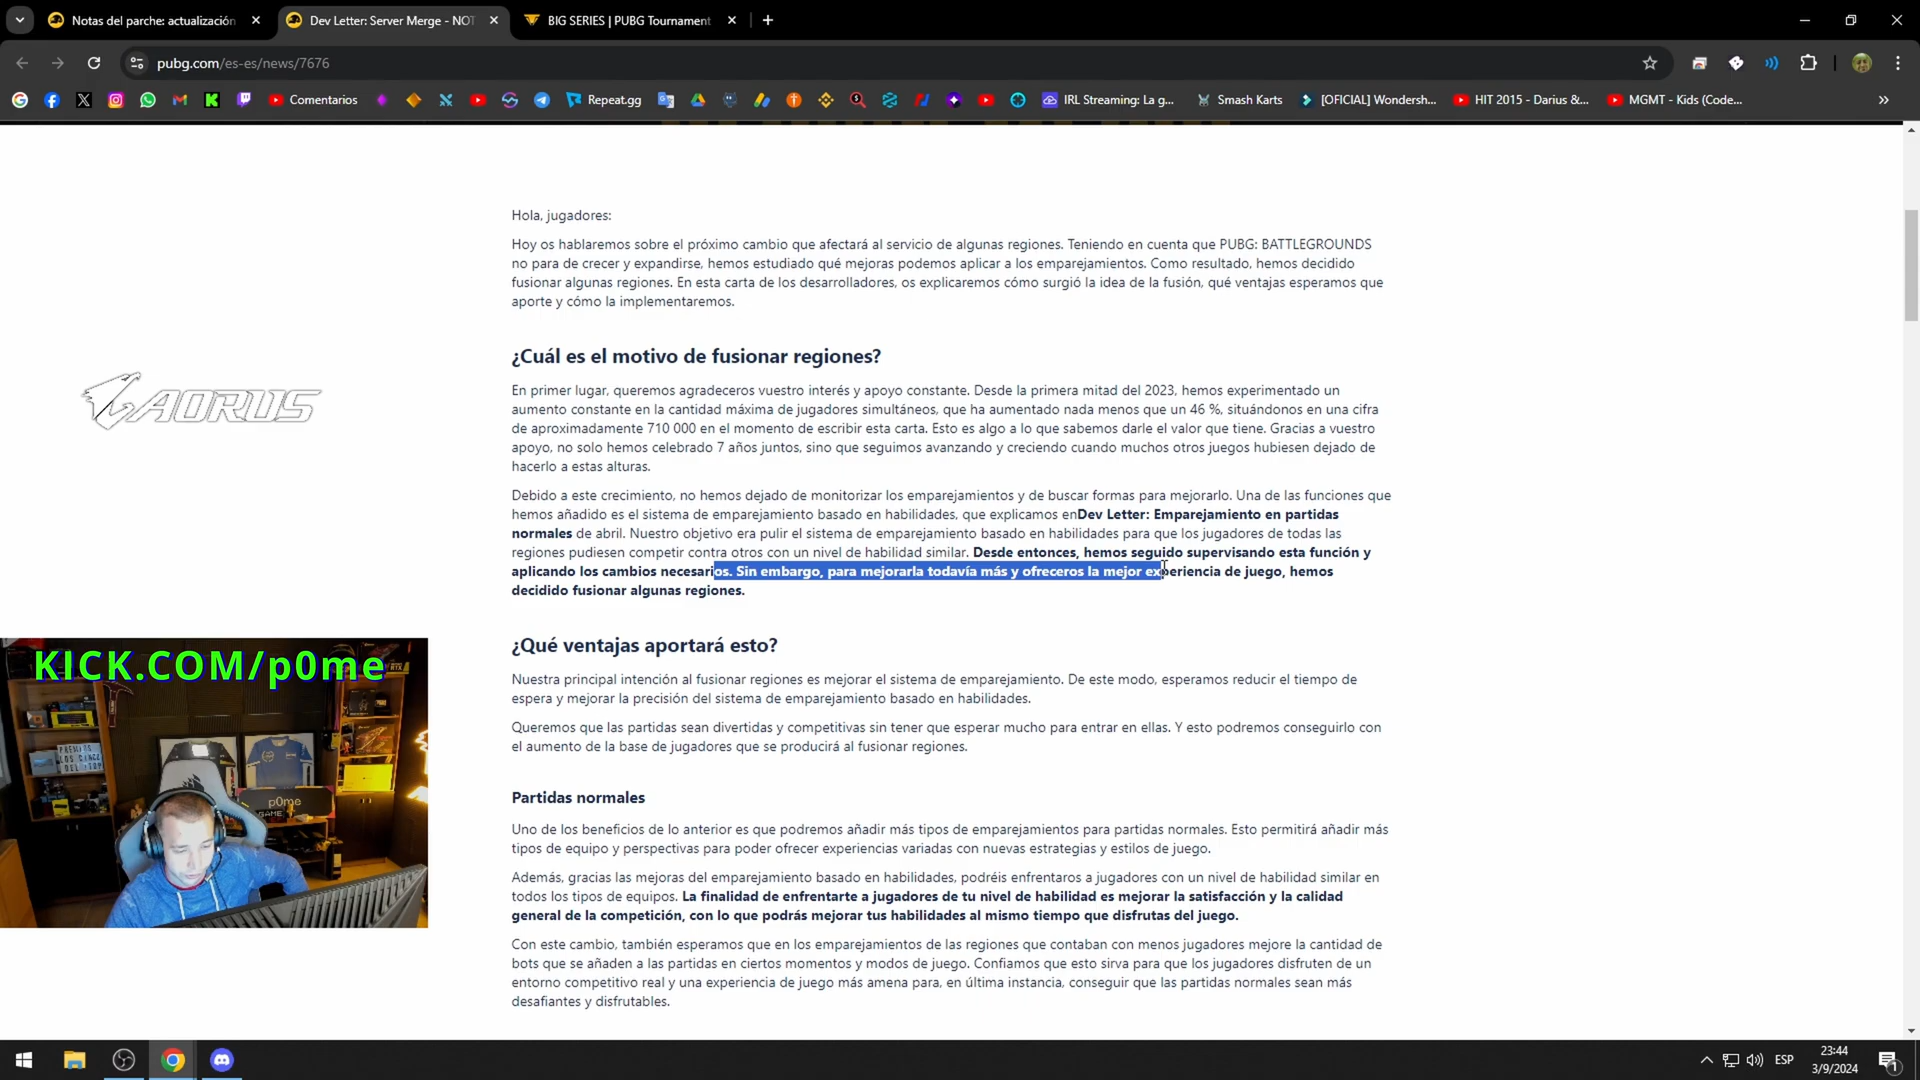 Notas del parche: actualización
Dev Letter: Server Merge - NOT
BIG SERIES | PUBG Tournament
pubg.com/es-es/news/7676
Comentarios
Repeat.gg
IRL Streaming: La g...
Smash Karts
[OFICIAL] Wondersh...
HIT 2015 - Darius &...
MGMT - Kids (Code...
Hola, jugadores:
Hoy os hablaremos sobre el próximo cambio que afectará al servicio de algunas regiones. Teniendo en cuenta que PUBG: BATTLEGROUNDS
no para de crecer y expandirse, hemos estudiado qué mejoras podemos aplicar a los emparejamientos. Como resultado, hemos decidido
fusionar algunas regiones. En esta carta de los desarrolladores, os explicaremos cómo surgió la idea de la fusión, qué ventajas esperamos que
aporte y cómo la implementaremos.
¿Cuál es el motivo de fusionar regiones?
En primer lugar, queremos agradeceros vuestro interés y apoyo constante. Desde la primera mitad del 2023, hemos experimentado un
aumento constante en la cantidad máxima de jugadores simultáneos, que ha aumentado nada menos que un 46 %, situándonos en una cifra
de aproximadamente 710 000 en el momento de escribir esta carta. Esto es algo a lo que sabemos darle el valor que tiene. Gracias a vuestro
apoyo, no solo hemos celebrado 7 años juntos, sino que seguimos avanzando y creciendo cuando muchos otros juegos hubiesen dejado de
hacerlo a estas alturas.
Debido a este crecimiento, no hemos dejado de monitorizar los emparejamientos y de buscar formas para mejorarlo. Una de las funciones que
hemos añadido es el sistema de emparejamiento basado en habilidades, que explicamos enDev Letter: Emparejamiento en partidas
normales de abril. Nuestro objetivo era pulir el sistema de emparejamiento basado en habilidades para que los jugadores de todas las
regiones pudiesen competir contra otros con un nivel de habilidad similar. Desde entonces, hemos seguido supervisando esta función y
aplicando los cambios necesarios. Sin embargo, para mejorarla todavía más y ofreceros la mejor experiencia de juego, hemos
decidido fusionar algunas regiones.
¿Qué ventajas aportará esto?
Nuestra principal intención al fusionar regiones es mejorar el sistema de emparejamiento. De este modo, esperamos reducir el tiempo de
espera y mejorar la precisión del sistema de emparejamiento basado en habilidades.
Queremos que las partidas sean divertidas y competitivas sin tener que esperar mucho para entrar en ellas. Y esto podremos conseguirlo con
el aumento de la base de jugadores que se producirá al fusionar regiones.
Partidas normales
Uno de los beneficios de lo anterior es que podremos añadir más tipos de emparejamientos para partidas normales. Esto permitirá añadir más
tipos de equipo y perspectivas para poder ofrecer experiencias variadas con nuevas estrategias y estilos de juego.
Además, gracias las mejoras del emparejamiento basado en habilidades, podréis enfrentaros a jugadores con un nivel de habilidad similar en
todos los tipos de equipos. La finalidad de enfrentarte a jugadores de tu nivel de habilidad es mejorar la satisfacción y la calidad
general de la competición, con lo que podrás mejorar tus habilidades al mismo tiempo que disfrutas del juego.
Con este cambio, también esperamos que en los emparejamientos de las regiones que contaban con menos jugadores mejore la cantidad de
bots que se añaden a las partidas en ciertos momentos y modos de juego. Confiamos que esto sirva para que los jugadores disfruten de un
entorno competitivo real y una experiencia de juego más amena para, en última instancia, conseguir que las partidas normales sean más
desafiantes y disfrutables.
AORUS
KICK.COM/p0me
PREMIOS
LOS CINCO
DEL TOP
p0me
GAME
ESP
23:44
3/9/2024
1